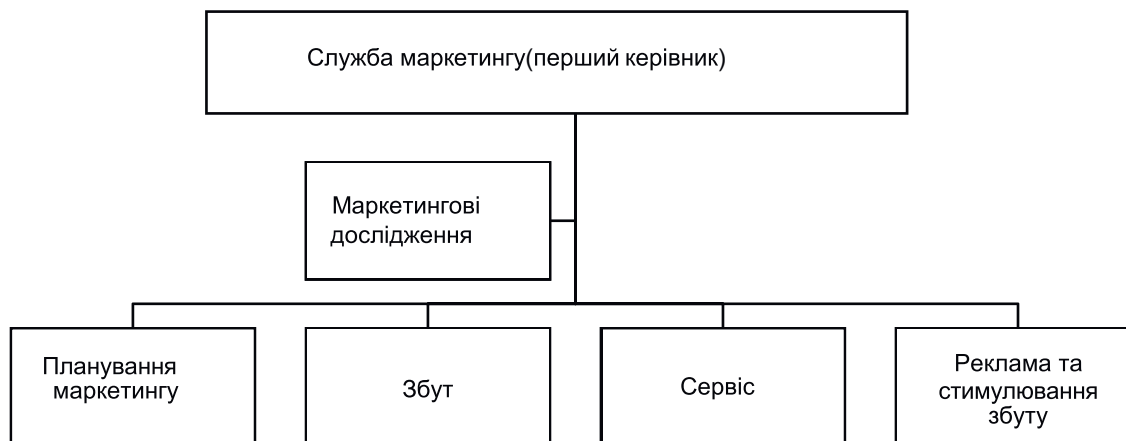 Служба маркетингу(перший керівник)
Маркетингові
дослідження
Планування
маркетингу
Збут
Сервіс
Реклама та
стимулювання
збуту